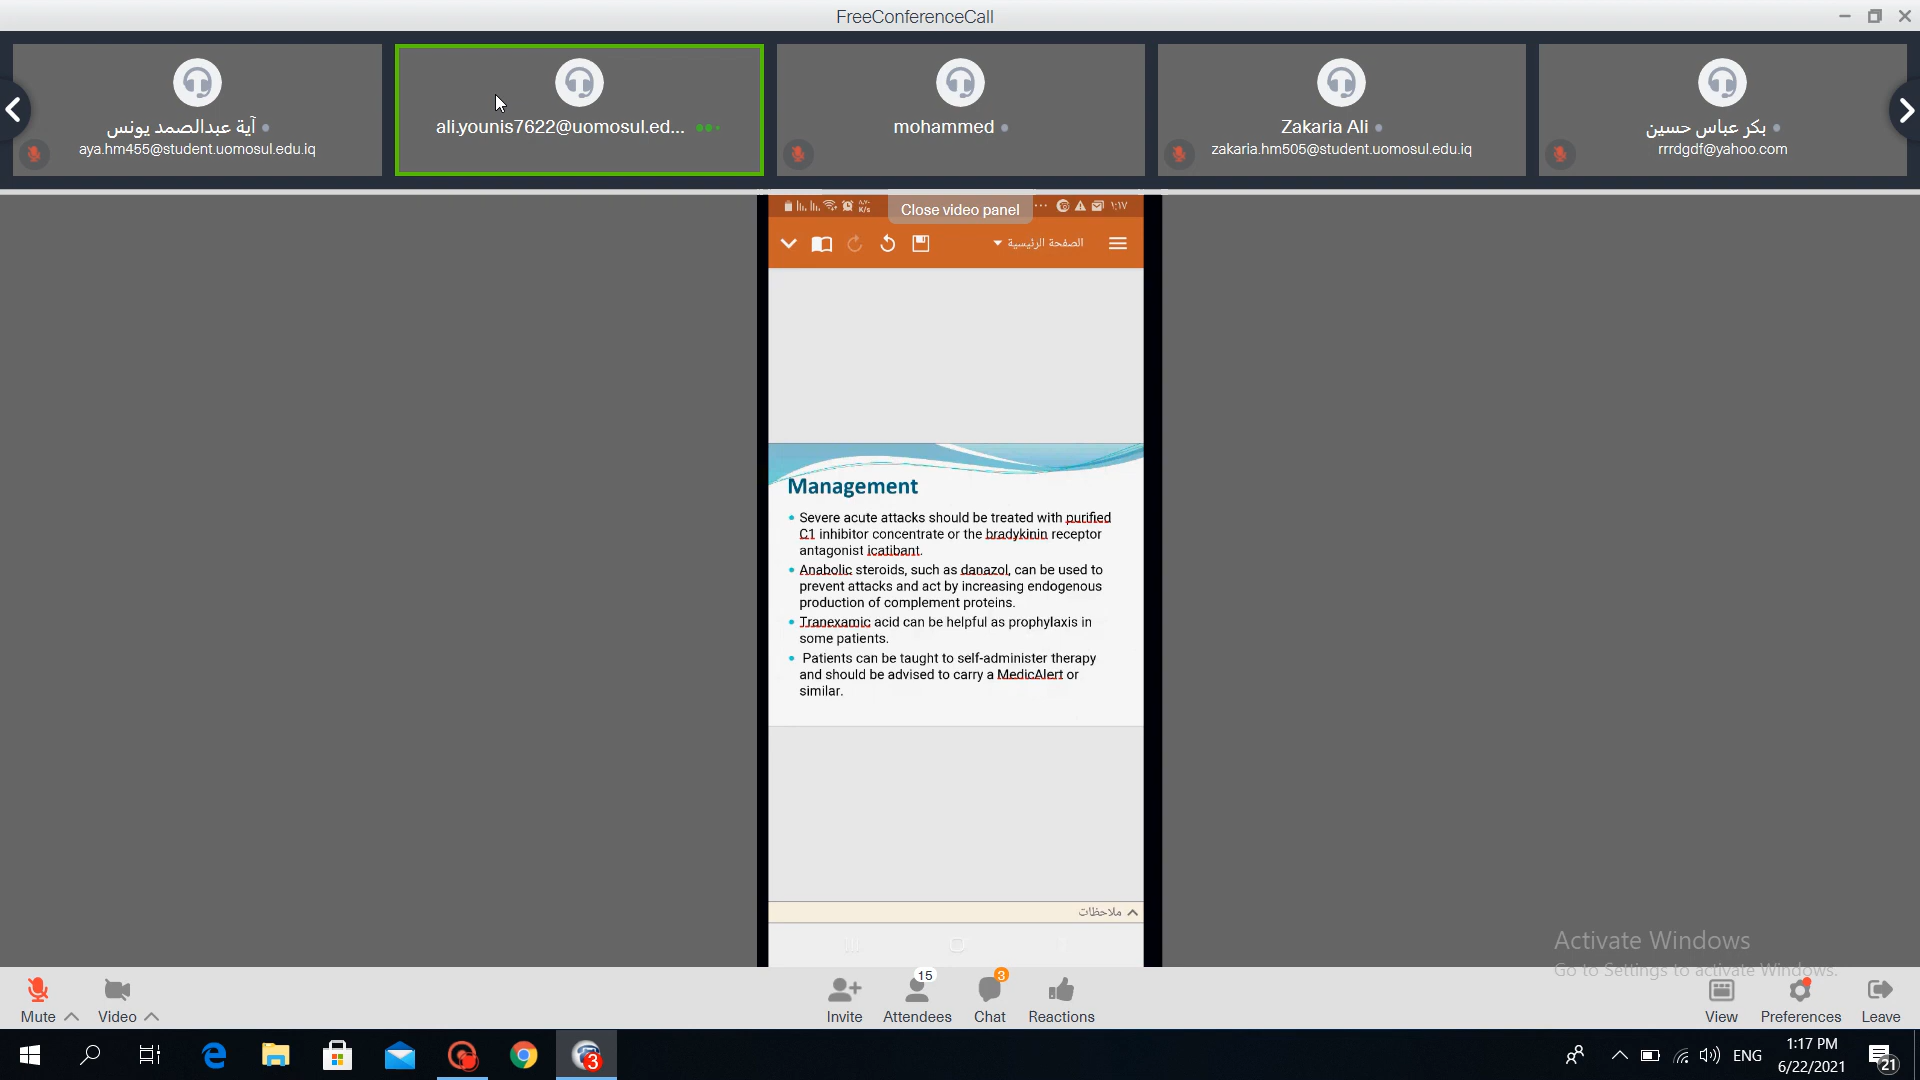 FreeConferenceCall
آية عبدالصمد يونس
aya.hm455@student.uomosul.edu.iq
ali.younis7622@uomosul.ed...
mohammed
Zakaria Ali
zakaria.hm505@student.uomosul.edu.iq
بكر عباس حسين
rrrdgdf@yahoo.com
Close video panel
K/s
١:١٧
الصفحة الرئيسية
Management
• Severe acute attacks should be treated with purified
C1 inhibitor concentrate or the bradykinin receptor
antagonist icatibant.
• Anabolic steroids, such as danazol, can be used to
prevent attacks and act by increasing endogenous
production of complement proteins.
• Tranexamic acid can be helpful as prophylaxis in
some patients.
• Patients can be taught to self-administer therapy
and should be advised to carry a MedicAlert or
similar.
ملاحظات
Activate Windows
Go to Settings to activate Windows.
Mute
Video
Invite
15
Attendees
3
Chat
Reactions
View
Preferences
Leave
3
ENG
1:17 PM
6/22/2021
21